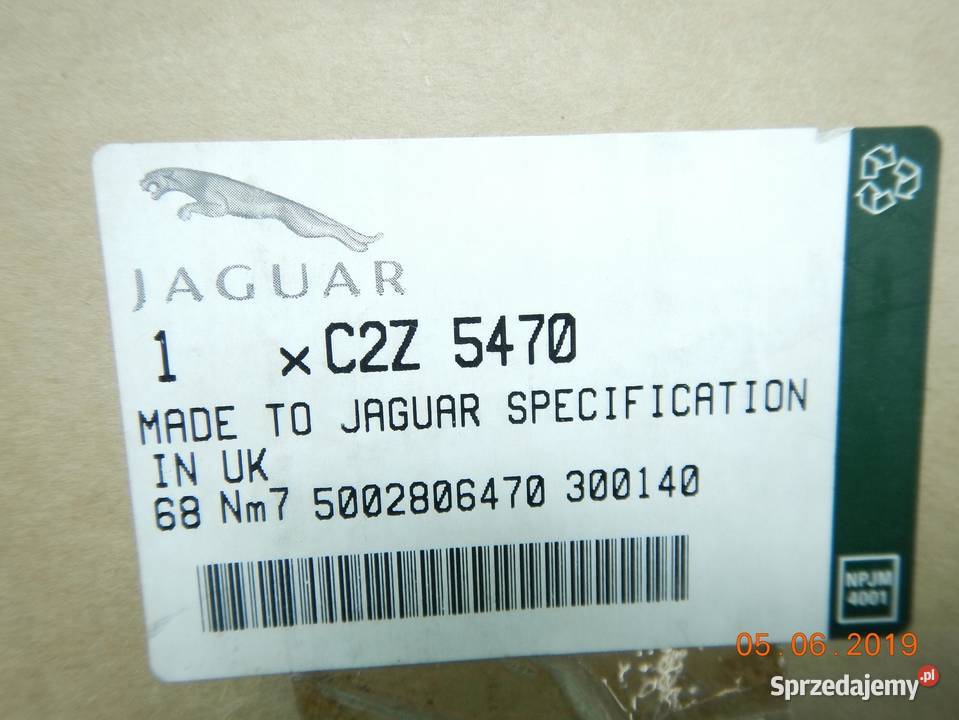 JAGUAR
1 xC2Z 5470
MADE TO JAGUAR SPECIFICATION
IN UK
68 Nm7 5002806470 300140
NPJM
4001
05.06.2019
Sprzedajemy.pl